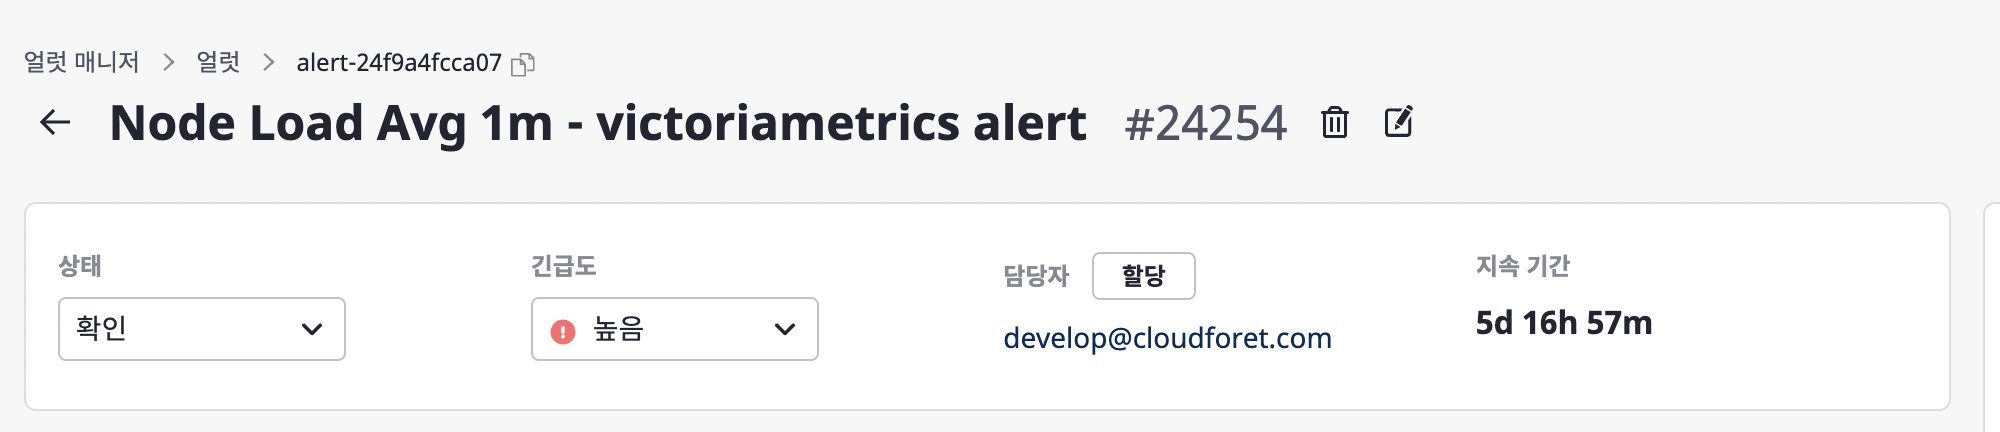 얼럿 매니저 > 얼럿 > alert-24f9a4fcca07
Node Load Avg 1m - victoriametrics alert #24254
상태
확인
긴급도
높음
담당자 할당
develop@cloudforet.com
지속 기간
5d 16h 57m